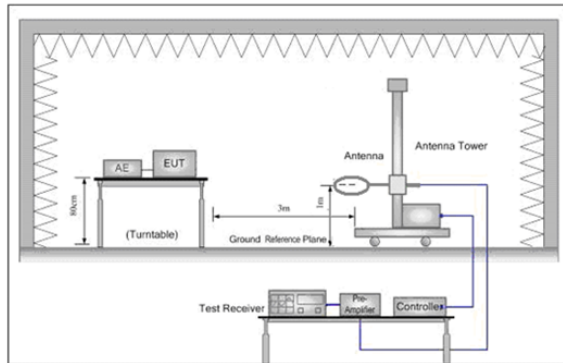 Antenna Tower
Antenna
AE
EUT
80cm
(Turntable)
3m
1m
Ground Reference Plane
Test Receiver
Pre-
Amplifier
Controller